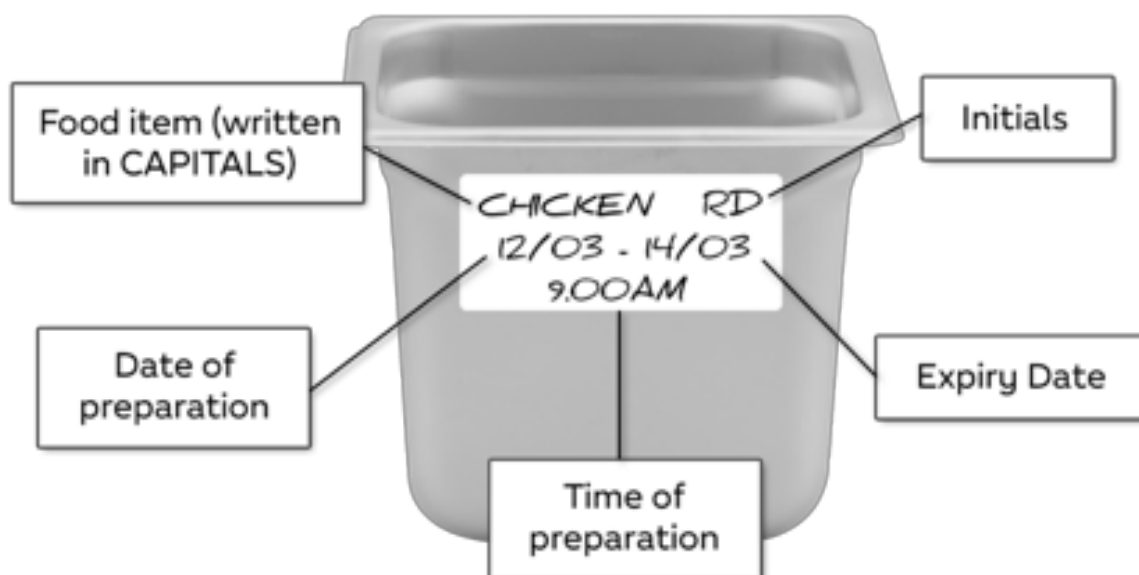 Food item (written
in CAPITALS)
Initials
CHICKEN RD
12/03 - 14/03
9.00AM
Date of
preparation
Expiry Date
Time of
preparation